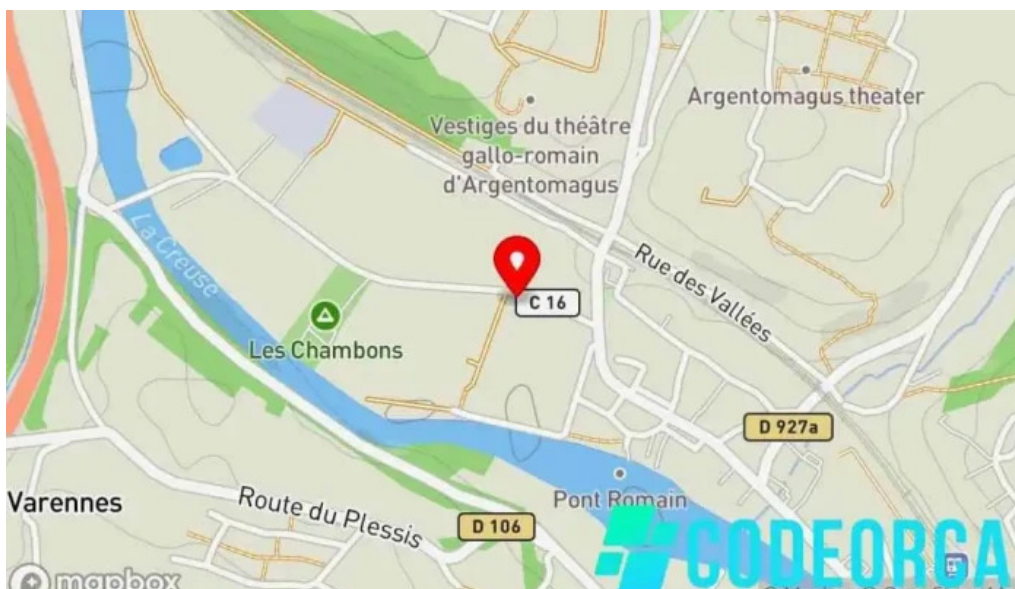 Argentomagus theater
Vestiges du théâtre
gallo-romain
d'Argentomagus
La Creuse
Rue des Vallées
C 16
Les Chambons
D 927a
Varennes
Route du Plessis
Pont Romain
D 106
GODEORGA
mapbox